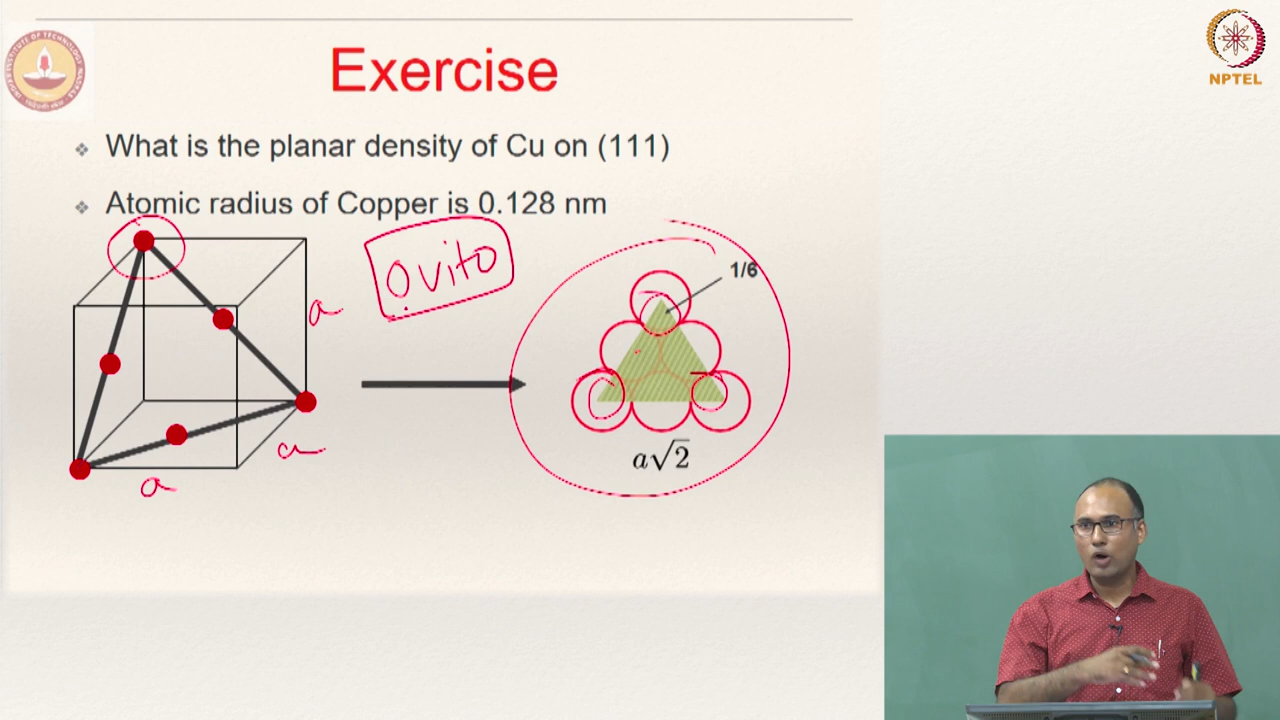 Exercise
NPTEL
What is the planar density of Cu on (111)
Atomic radius of Copper is 0.128 nm
Ovito
1/6
a
a
a
a√2